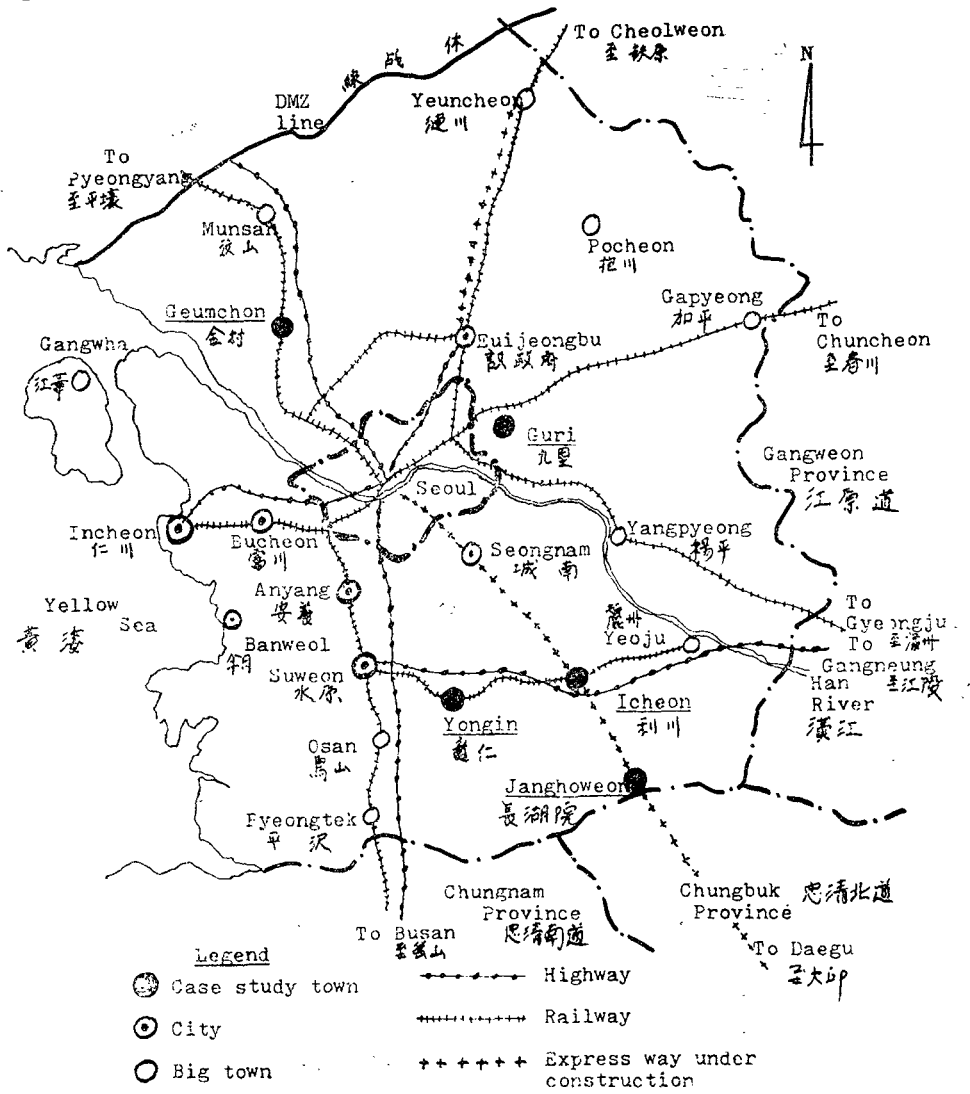 To Cheolweon
至鉄原
N
休戰線
DMZ
line
Yeuncheon
漣川
To
Pyeongyang
至平壤
Munsan
汶山
Pocheon
抱川
Geumchon
金村
Gapyeong
加平
To
Chuncheon
至春川
Euijeongbu
議政府
Gangwha
江華
Guri
九里
Gangweon
Province
江原道
Seoul
Incheon
仁川
Bucheon
富川
Yangpyeong
楊平
Seongnam
城南
Anyang
安養
Yellow
Sea
黃海
Banweol
Suweon
水原
Yeoju
To
Gyeongju
To
Gangneung
至江陵
Han
River
漢江
Yongin
Icheon
利川
Osan
烏山
Janghoweon
長湖院
Pyeongtek
平沢
Chungnam
Province
忠清南道
Chungbuk
Province
忠清北道
To Busan
至釜山
To Daegu
至大邱
Legend
Case study town
City
Big town
Highway
Railway
Express way under
construction